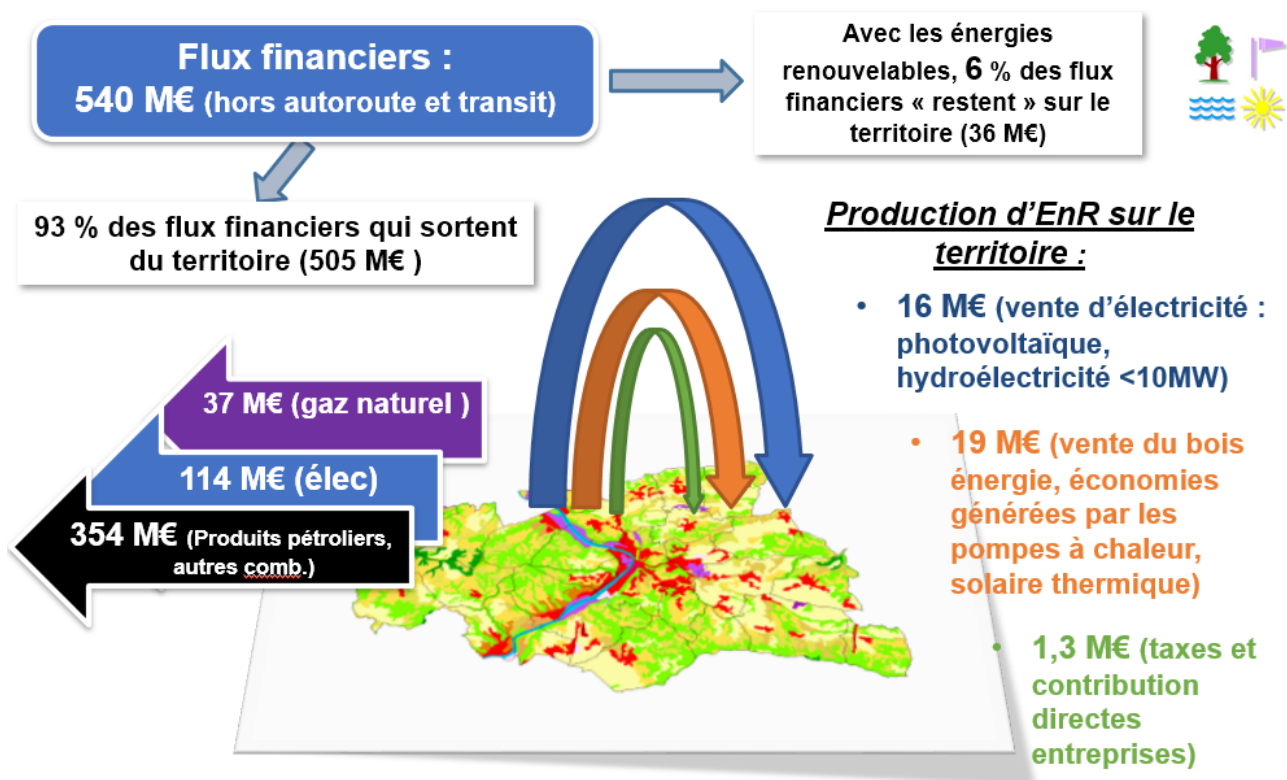 Flux financiers :
540 M€ (hors autoroute et transit)
Avec les énergies
renouvelables, 6 % des flux
financiers « restent » sur le
territoire (36 M€)
93 % des flux financiers qui sortent
du territoire (505 M€ )
37 M€ (gaz naturel )
114 M€ (élec)
354 M€ (Produits pétroliers,
autres comb.)
Production d’EnR sur le
territoire :
• 16 M€ (vente d’électricité :
photovoltaïque,
hydroélectricité <10MW)
• 19 M€ (vente du bois
énergie, économies
générées par les
pompes à chaleur,
solaire thermique)
• 1,3 M€ (taxes et
contribution
directes
entreprises)